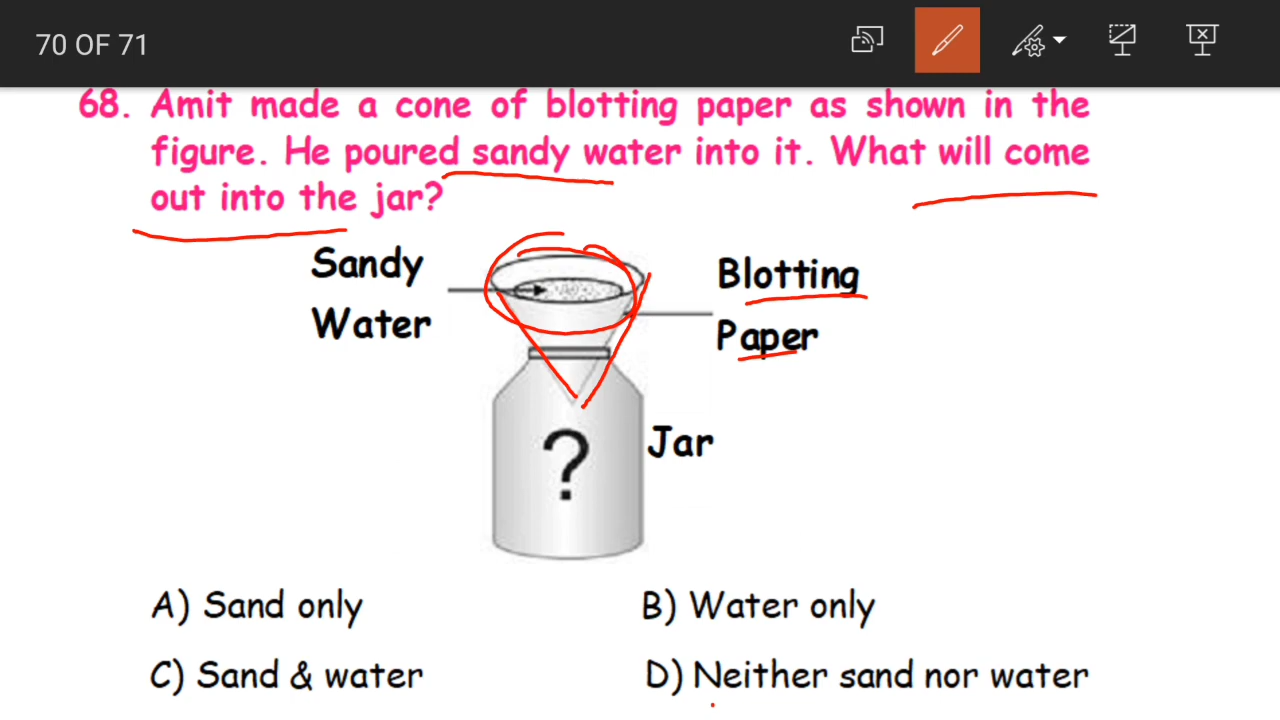 70 OF 71
68. Amit made a cone of blotting paper as shown in the
figure. He poured sandy water into it. What will come
out into the jar?
Sandy
Water
Blotting
Paper
?
Jar
A) Sand only
B) Water only
C) Sand & water
D) Neither sand nor water